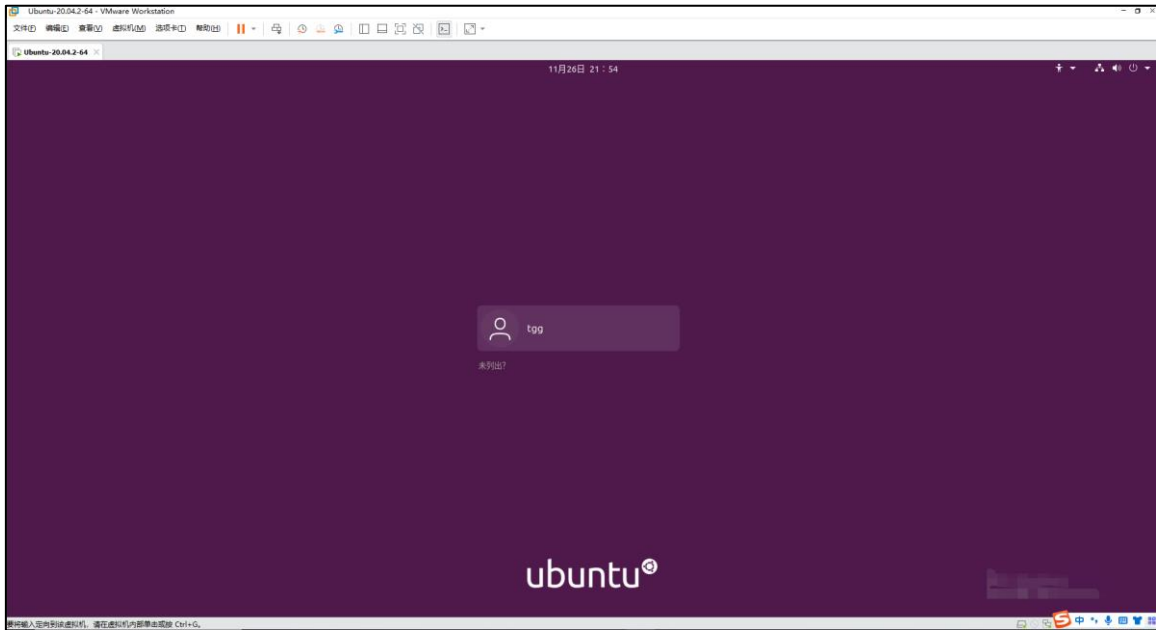 Ubuntu-20.04.2-64 - VMware Workstation
文件(F) 编辑(E) 查看(V) 虚拟机(M) 选项卡(T) 帮助(H)
Ubuntu-20.04.2-64
11月26日 21：54
tgg
未列出?
ubuntu
要将输入定向到该虚拟机，请在虚拟机内部单击或按 Ctrl+G。
中